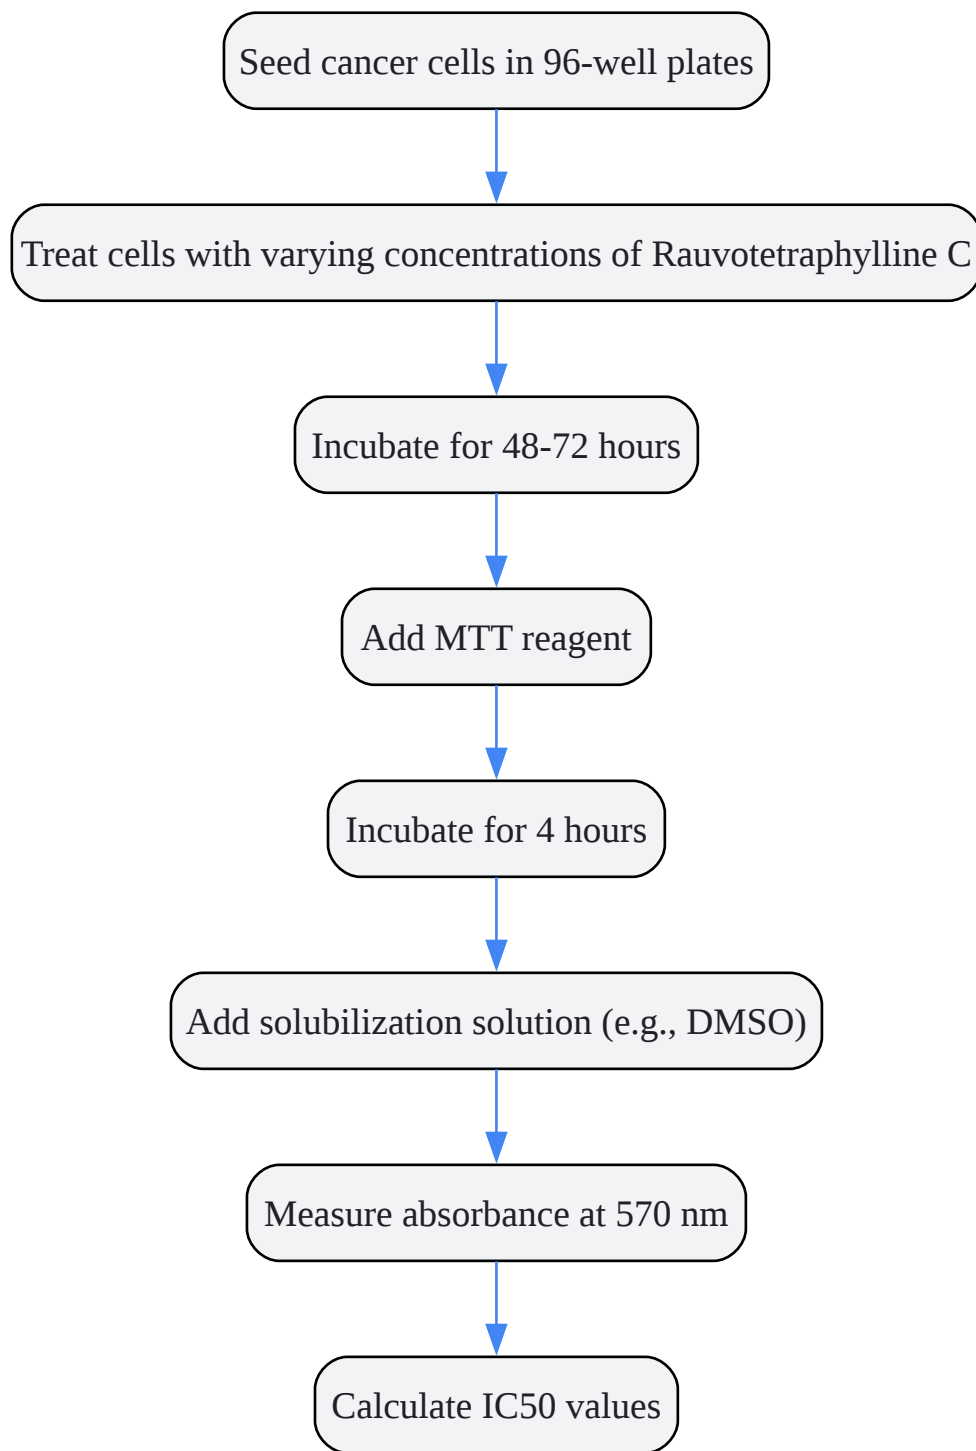 Seed cancer cells in 96-well plates
Treat cells with varying concentrations of Rauvotetraphylline C
Incubate for 48-72 hours
Add MTT reagent
Incubate for 4 hours
Add solubilization solution (e.g., DMSO)
Measure absorbance at 570 nm
Calculate IC50 values